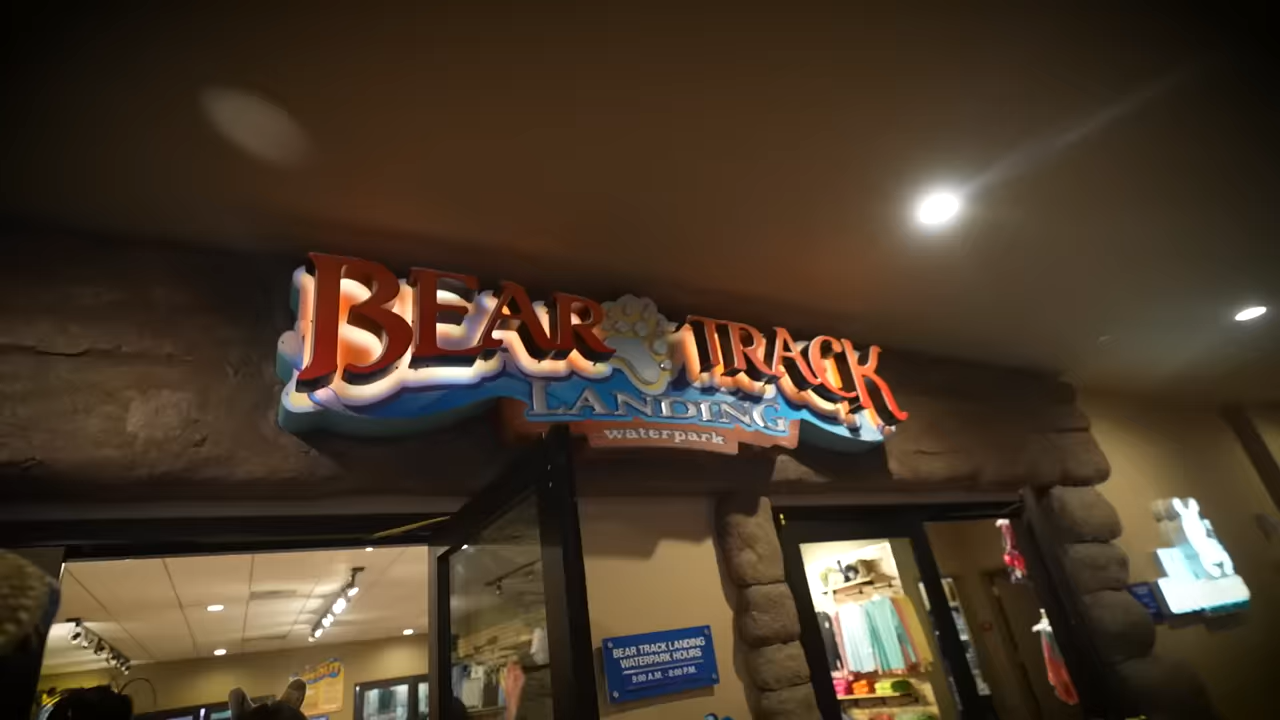 BEAR TRACK
LANDING
waterpark
BEAR TRACK LANDING
WATERPARK HOURS
9:00 A.M. - 8:00 P.M.